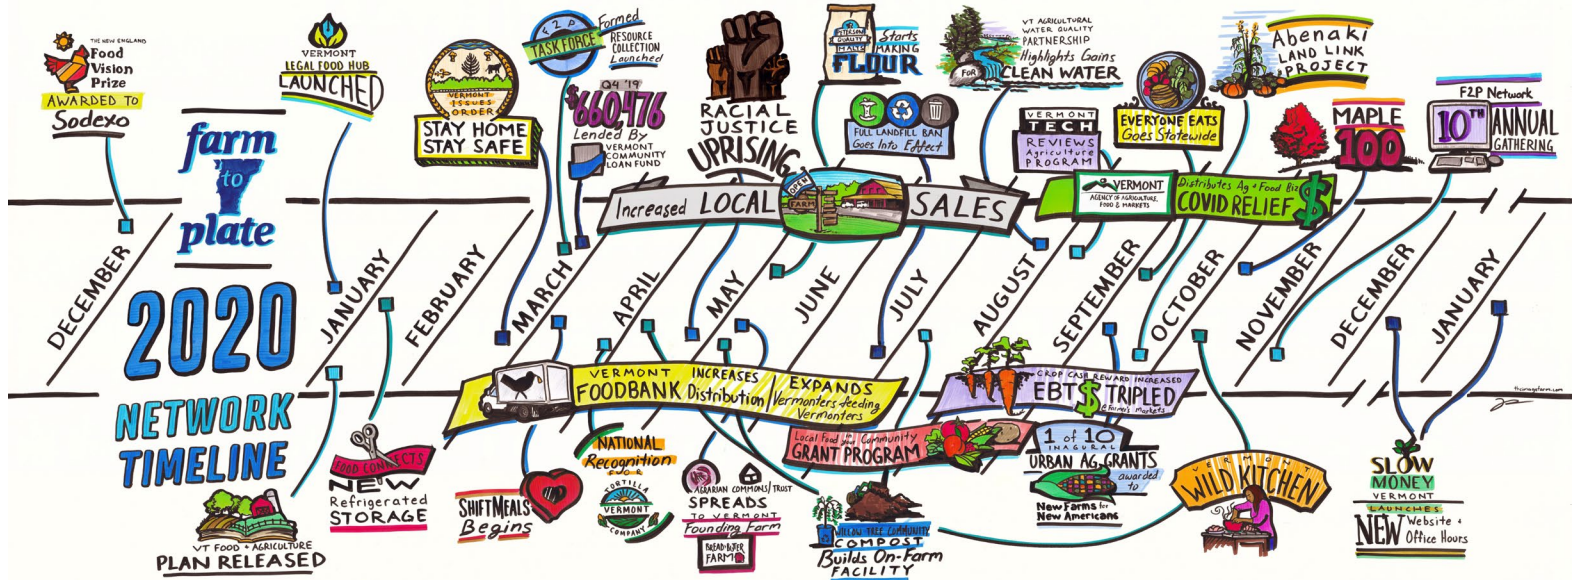 THE NEW ENGLAND
Food
Vision
Prize
AWARDED TO
Sodexo
farm
to
plate
2020
NETWORK
TIMELINE
VERMONT
LEGAL FOOD HUB
LAUNCHED
VERMONT
ISSUES
ORDER
STAY HOME
STAY SAFE
F2P
TASK FORCE
Formed
RESOURCE
COLLECTION
Launched
Q4 '19
$660,476
Lended By
VERMONT
COMMUNITY
LOAN FUND
RACIAL
JUSTICE
UPRISING
Starts
MAKING
FLOUR
FULL LANDFILL BAN
Goes Into Effect
VT AGRICULTURAL
WATER QUALITY
PARTNERSHIP
Highlights Gains
FOR CLEAN WATER
VERMONT
TECH
REVIEWS
Agriculture
PROGRAM
EVERYONE EATS
Goes Statewide
Abenaki
LAND LINK
PROJECT
MAPLE
100
F2P Network
10TH ANNUAL
GATHERING
Increased LOCAL
OPEN
FARM
SALES
VERMONT
AGENCY OF AGRICULTURE,
FOOD & MARKETS
Distributes Ag + Food Biz
COVID RELIEF $
DECEMBER
JANUARY
FEBRUARY
MARCH
APRIL
MAY
JUNE
JULY
AUGUST
SEPTEMBER
OCTOBER
NOVEMBER
DECEMBER
JANUARY
VERMONT
FOODBANK
INCREASES
Distribution
EXPANDS
Vermonters feeding
Vermonters
CROP CASH REWARD INCREASED
EBT $ TRIPLED
@ Farmer's markets
VT FOOD + AGRICULTURE
PLAN RELEASED
FOOD CONNECTS
NEW
Refrigerated
STORAGE
SHIFTMEALS
Begins
NATIONAL
Recognition
FOR
TORTILLA
VERMONT
COMPANY
AGRARIAN COMMONS/TRUST
SPREADS
TO VERMONT
Founding Farm
BREAD & BUTTER
FARM
Local Food your Community
GRANT PROGRAM
WILLOW TREE COMMUNITY
COMPOST
Builds On-Farm
FACILITY
1 of 10
INAGURAL
URBAN AG GRANTS
awarded
to
New Farms for
New Americans
VERMONT
WILD KITCHEN
SLOW
MONEY
VERMONT
LAUNCHES
NEW Website +
Office Hours